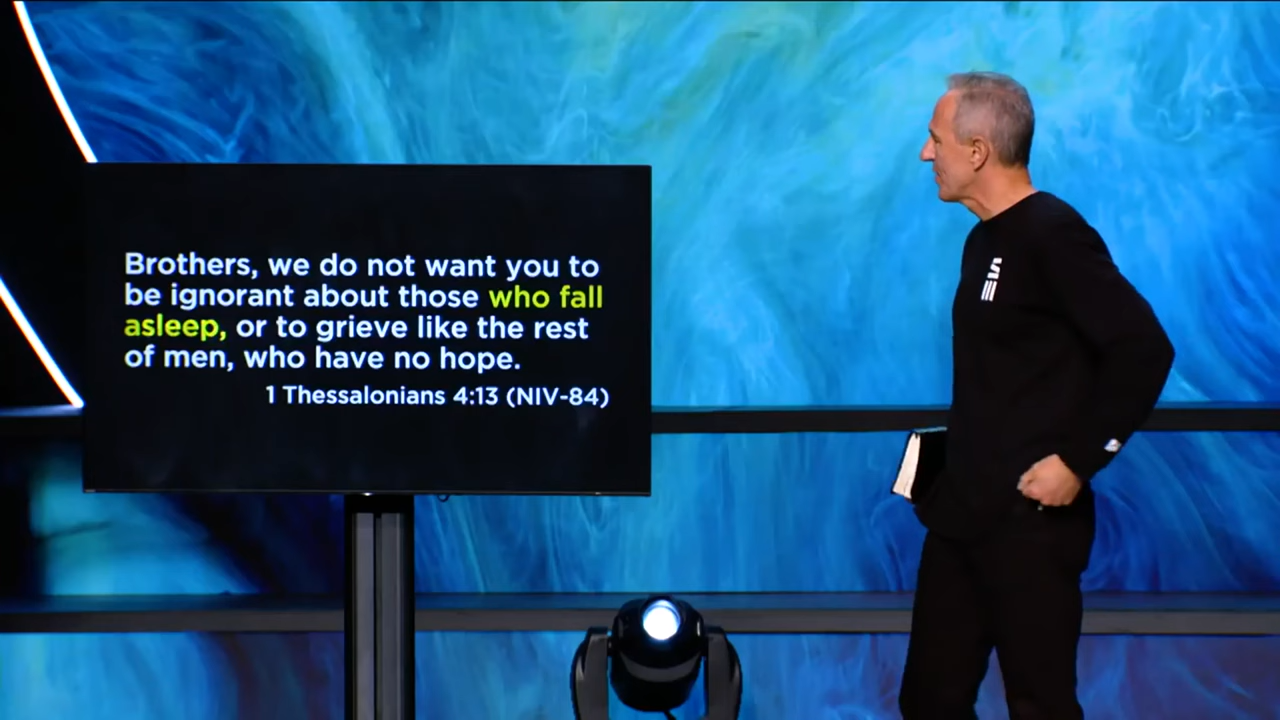 Brothers, we do not want you to
be ignorant about those who fall
asleep, or to grieve like the rest
of men, who have no hope.
1 Thessalonians 4:13 (NIV-84)